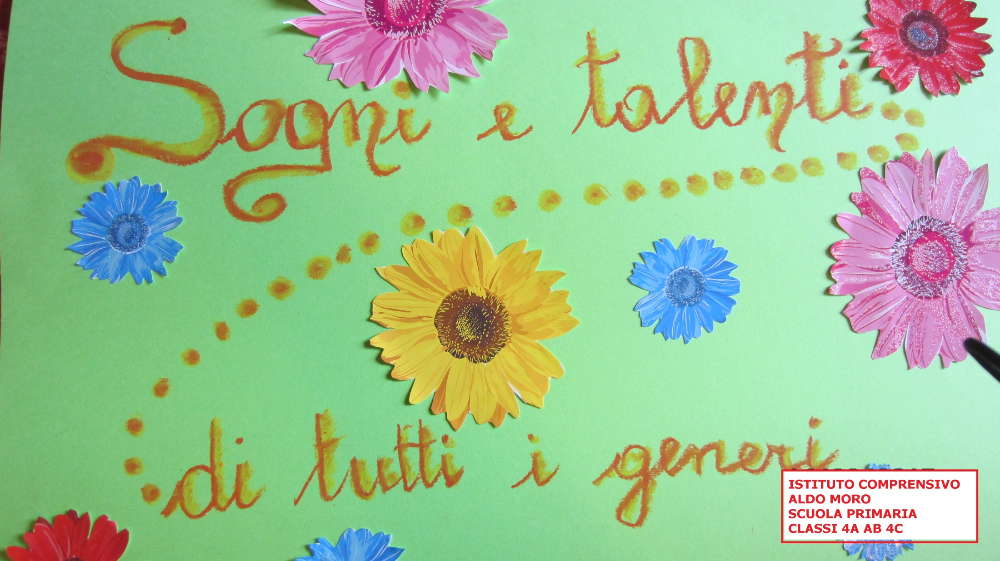 Sogni e talenti
di tutti i generi
ISTITUTO COMPRENSIVO
ALDO MORO
SCUOLA PRIMARIA
CLASSI 4A AB 4C